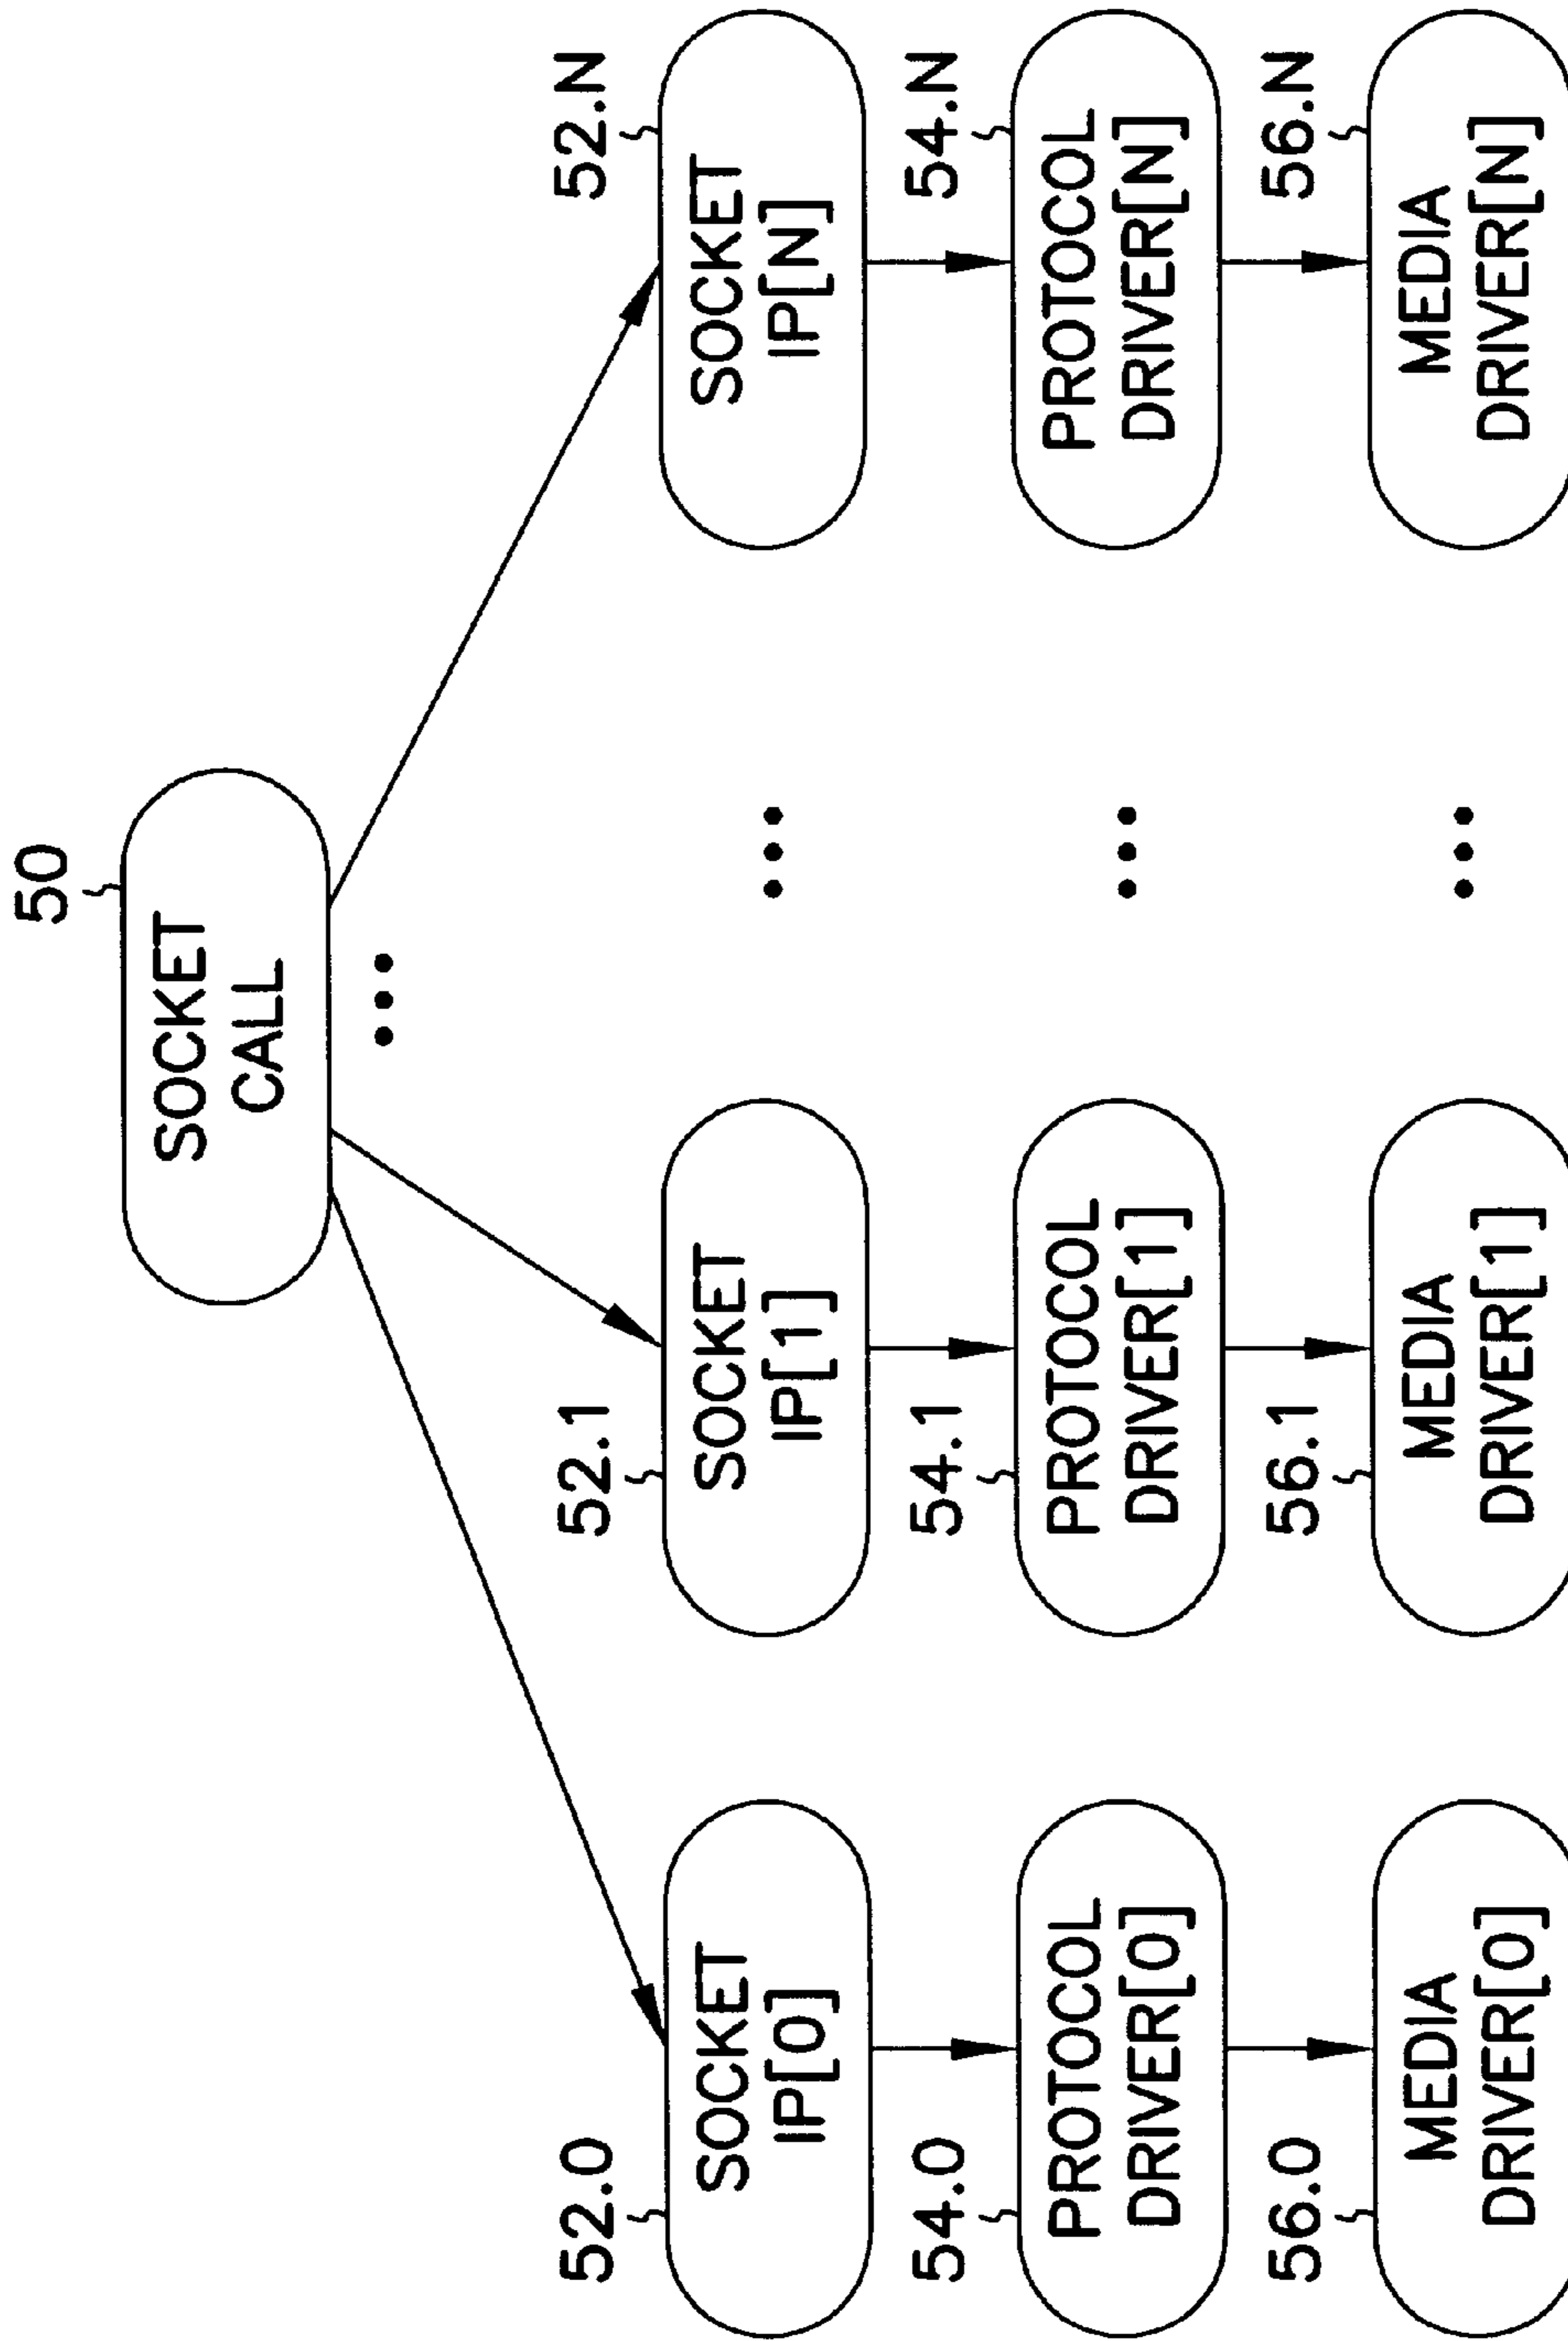 50
SOCKET
CALL
52.0
SOCKET
IP[0]
52.1
SOCKET
IP[1]
52.N
SOCKET
IP[N]
54.0
PROTOCOL
DRIVER[0]
54.1
PROTOCOL
DRIVER[1]
54.N
PROTOCOL
DRIVER[N]
56.0
MEDIA
DRIVER[0]
56.1
MEDIA
DRIVER[1]
56.N
MEDIA
DRIVER[N]